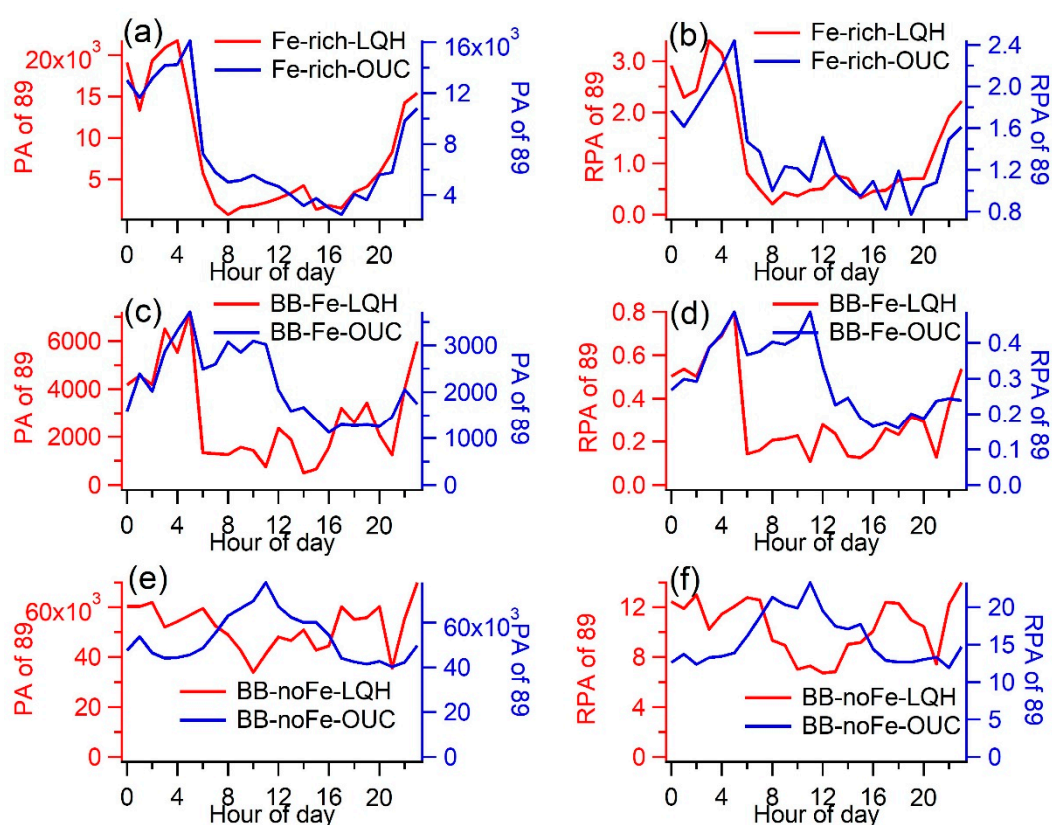 (a)
Fe-rich-LQH
Fe-rich-OUC
PA of 89
20x10³
15
10
5
16x10³
12
8
4
PA of 89
0 4 8 12 16 20
Hour of day
(b)
Fe-rich-LQH
Fe-rich-OUC
RPA of 89
3.0
2.0
1.0
0.0
2.4
2.0
1.6
1.2
0.8
RPA of 89
0 4 8 12 16 20
Hour of day
(c)
BB-Fe-LQH
BB-Fe-OUC
PA of 89
6000
4000
2000
0
3000
2000
1000
0
PA of 89
0 4 8 12 16 20
Hour of day
(d)
BB-Fe-LQH
BB-Fe-OUC
RPA of 89
0.8
0.6
0.4
0.2
0.0
0.4
0.3
0.2
0.1
0.0
RPA of 89
0 4 8 12 16 20
Hour of day
(e)
BB-noFe-LQH
BB-noFe-OUC
PA of 89
60x10³
40
20
0
60x10³
40
20
0
PA of 89
0 4 8 12 16 20
Hour of day
(f)
BB-noFe-LQH
BB-noFe-OUC
RPA of 89
12
8
4
0
20
15
10
5
0
RPA of 89
0 4 8 12 16 20
Hour of day